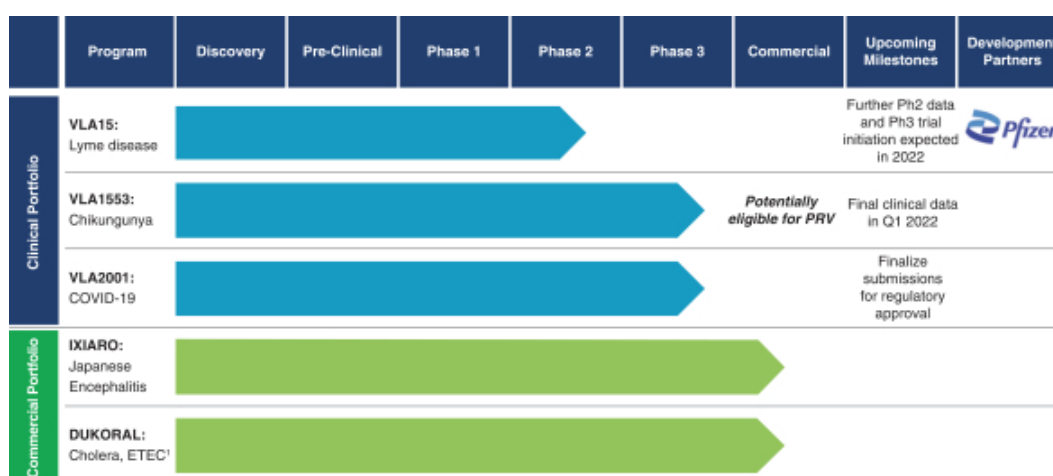 Program
Discovery
Pre-Clinical
Phase 1
Phase 2
Phase 3
Commercial
Upcoming
Milestones
Developmen
Partners
Clinical Portfolio
VLA15:
Lyme disease
Further Ph2 data
and Ph3 trial
initiation expected
in 2022
Pfizer
VLA1553:
Chikungunya
Potentially
eligible for PRV
Final clinical data
in Q1 2022
VLA2001:
COVID-19
Finalize
submissions
for regulatory
approval
Commercial Portfolio
IXIARO:
Japanese
Encephalitis
DUKORAL:
Cholera, ETEC¹